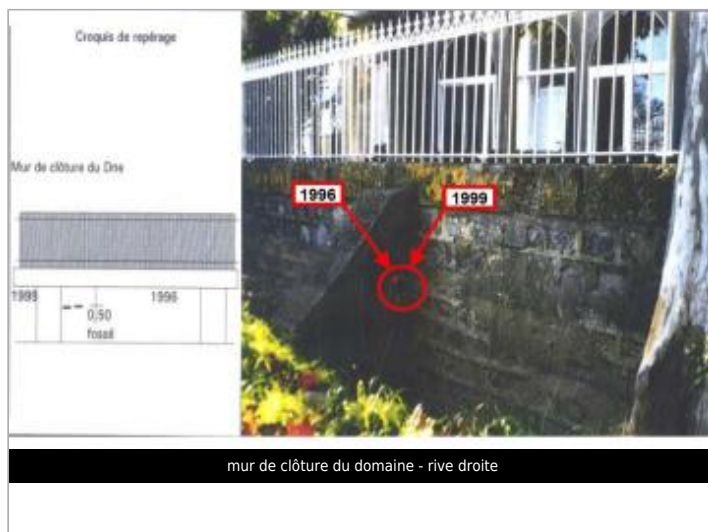 Croquis de repérage
Mur de clôture du Dne
1996
0,50
fossé
1996
1999
mur de clôture du domaine - rive droite